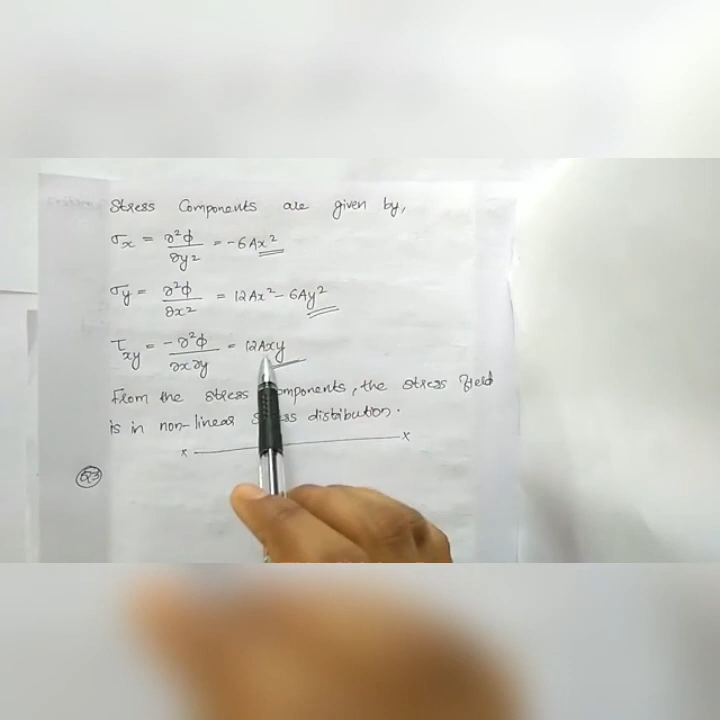 Stress Components are given by,
σx = ∂²φ/∂y² = -6Ax²
σy = ∂²φ/∂x² = 12Ax² - 6Ay²
τxy = -∂²φ/∂x∂y = 12Axy
From the stress components, the stress field
is in non-linear stress distribution.
x x
Q3